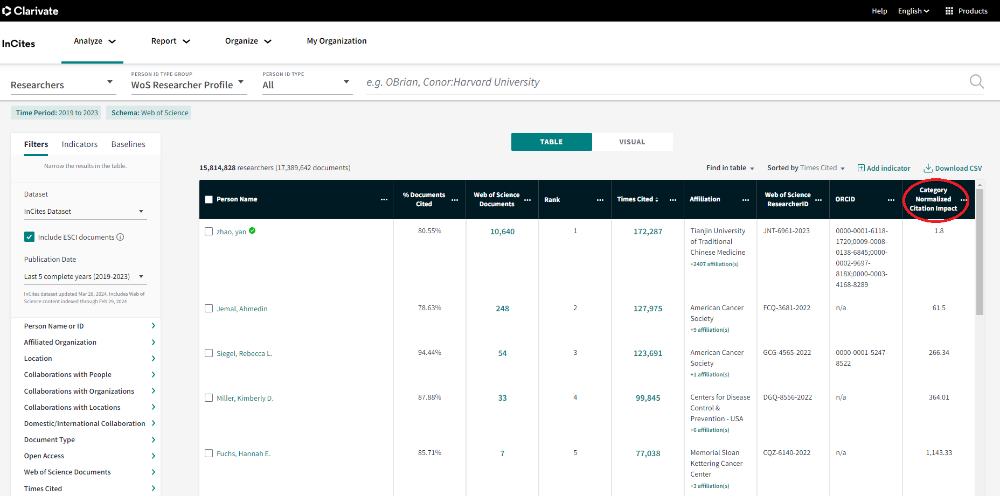 Clarivate
Help English Products
InCites Analyze Report Organize My Organization
PERSON ID TYPE GROUP PERSON ID TYPE
Researchers WoS Researcher Profile All e.g. OBrian, Conor:Harvard University
Time Period: 2019 to 2023 Schema: Web of Science
Filters Indicators Baselines
Narrow the results in the table.
Dataset
InCites Dataset
Include ESCI documents
Publication Date
Last 5 complete years (2019-2023)
InCites dataset updated Mar 28, 2024. Includes Web of
Science content indexed through Feb 29, 2024
Person Name or ID
Affiliated Organization
Location
Collaborations with People
Collaborations with Organizations
Collaborations with Locations
Domestic/International Collaboration
Document Type
Open Access
Web of Science Documents
Times Cited
TABLE VISUAL
15,814,828 researchers (17,389,642 documents) Find in table Sorted by Times Cited Add indicator Download CSV
Person Name
% Documents
Cited
Web of Science
Documents
Rank
Times Cited
Affiliation
Web of Science
ResearcherID
ORCID
Category
Normalized
Citation Impact
zhao, yan
80.55%
10,640
1
172,287
Tianjin University
of Traditional
Chinese Medicine
+2407 affiliation(s)
JNT-6961-2023
0000-0001-6118-
1720;0009-0008-
0138-6845;0000-
0002-9697-
818X;0000-0003-
4168-8289
1.8
Jemal, Ahmedin
78.63%
248
2
127,975
American Cancer
Society
+9 affiliation(s)
FCQ-3681-2022
n/a
61.5
Siegel, Rebecca L.
94.44%
54
3
123,691
American Cancer
Society
+1 affiliation(s)
GCG-4565-2022
0000-0001-5247-
8522
266.34
Miller, Kimberly D.
87.88%
33
4
99,845
Centers for Disease
Control &
Prevention - USA
+6 affiliation(s)
DGQ-8556-2022
n/a
364.01
Fuchs, Hannah E.
85.71%
7
5
77,038
Memorial Sloan
Kettering Cancer
Center
+3 affiliation(s)
CQZ-6140-2022
n/a
1,143.33